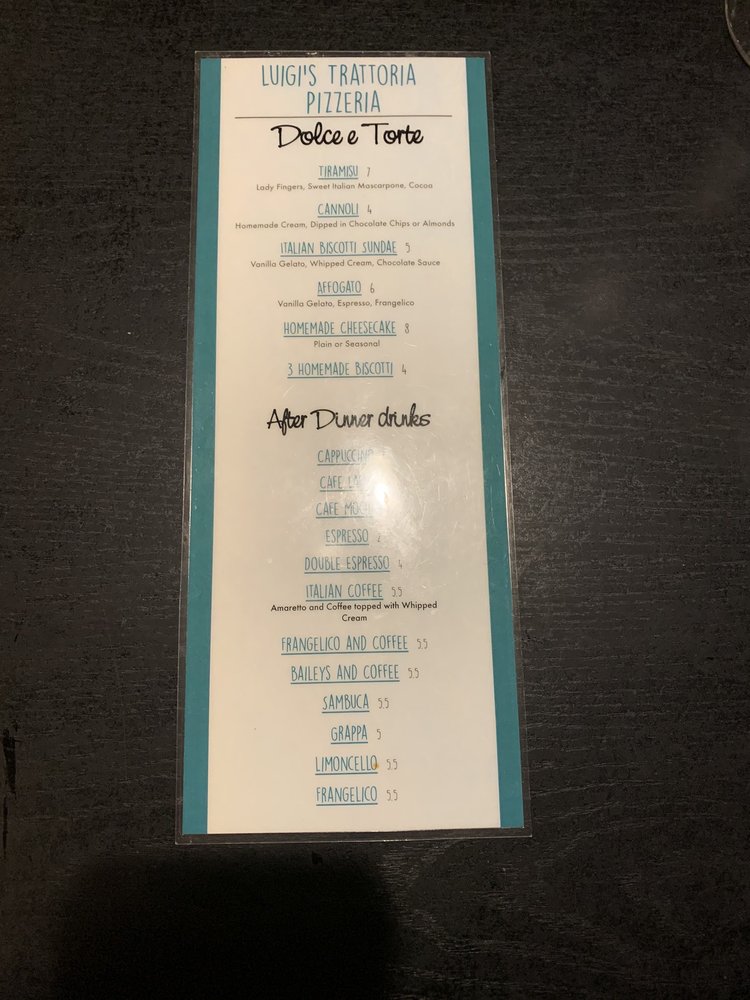 LUIGI'S TRATTORIA
PIZZERIA
Dolce e Torte
TIRAMISU 7
Lady Fingers, Sweet Italian Mascarpone, Cocoa
CANNOLI 4
Homemade Cream, Dipped in Chocolate Chips or Almonds
ITALIAN BISCOTTI SUNDAE 5
Vanilla Gelato, Whipped Cream, Chocolate Sauce
AFFOGATO 6
Vanilla Gelato, Espresso, Frangelico
HOMEMADE CHEESECAKE 8
Plain or Seasonal
3 HOMEMADE BISCOTTI 4
After Dinner drinks
CAPPUCCINO
CAFE
CAFE
ESPRESSO 2
DOUBLE ESPRESSO 4
ITALIAN COFFEE 5.5
Amaretto and Coffee topped with Whipped
Cream
FRANGELICO AND COFFEE 5.5
BAILEYS AND COFFEE 5.5
SAMBUCA 5.5
GRAPPA 5
LIMONCELLO 5.5
FRANGELICO 5.5